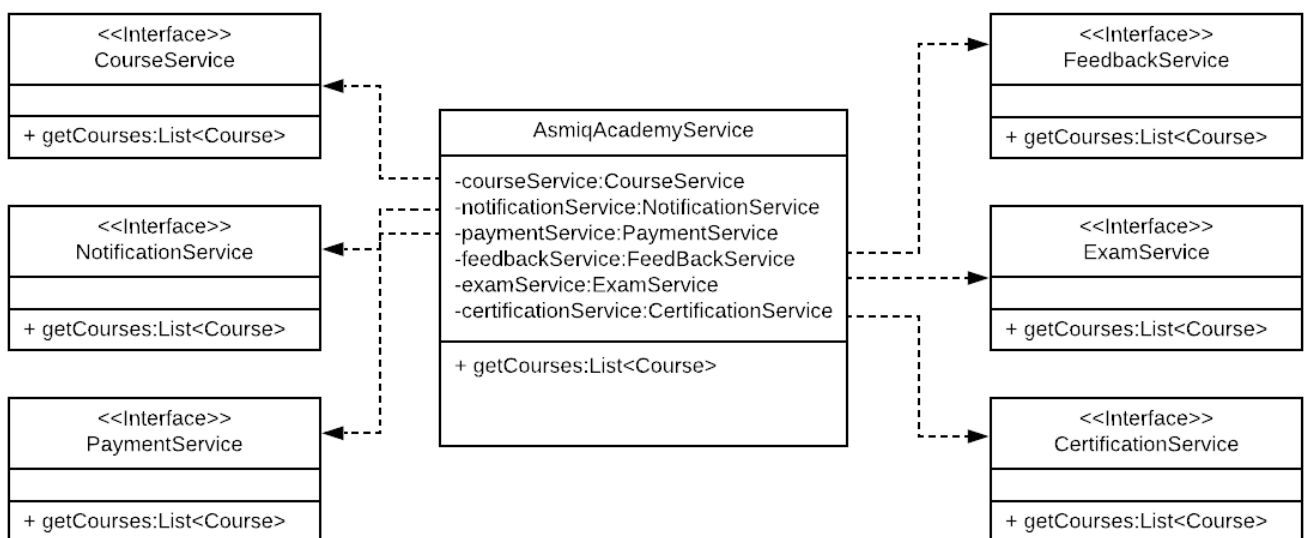 <<Interface>>
CourseService
+ getCourses:List<Course>
<<Interface>>
NotificationService
+ getCourses:List<Course>
<<Interface>>
PaymentService
+ getCourses:List<Course>
AsmiqAcademyService
-courseService:CourseService
-notificationService:NotificationService
-paymentService:PaymentService
-feedbackService:FeedBackService
-examService:ExamService
-certificationService:CertificationService
+ getCourses:List<Course>
<<Interface>>
FeedbackService
+ getCourses:List<Course>
<<Interface>>
ExamService
+ getCourses:List<Course>
<<Interface>>
CertificationService
+ getCourses:List<Course>